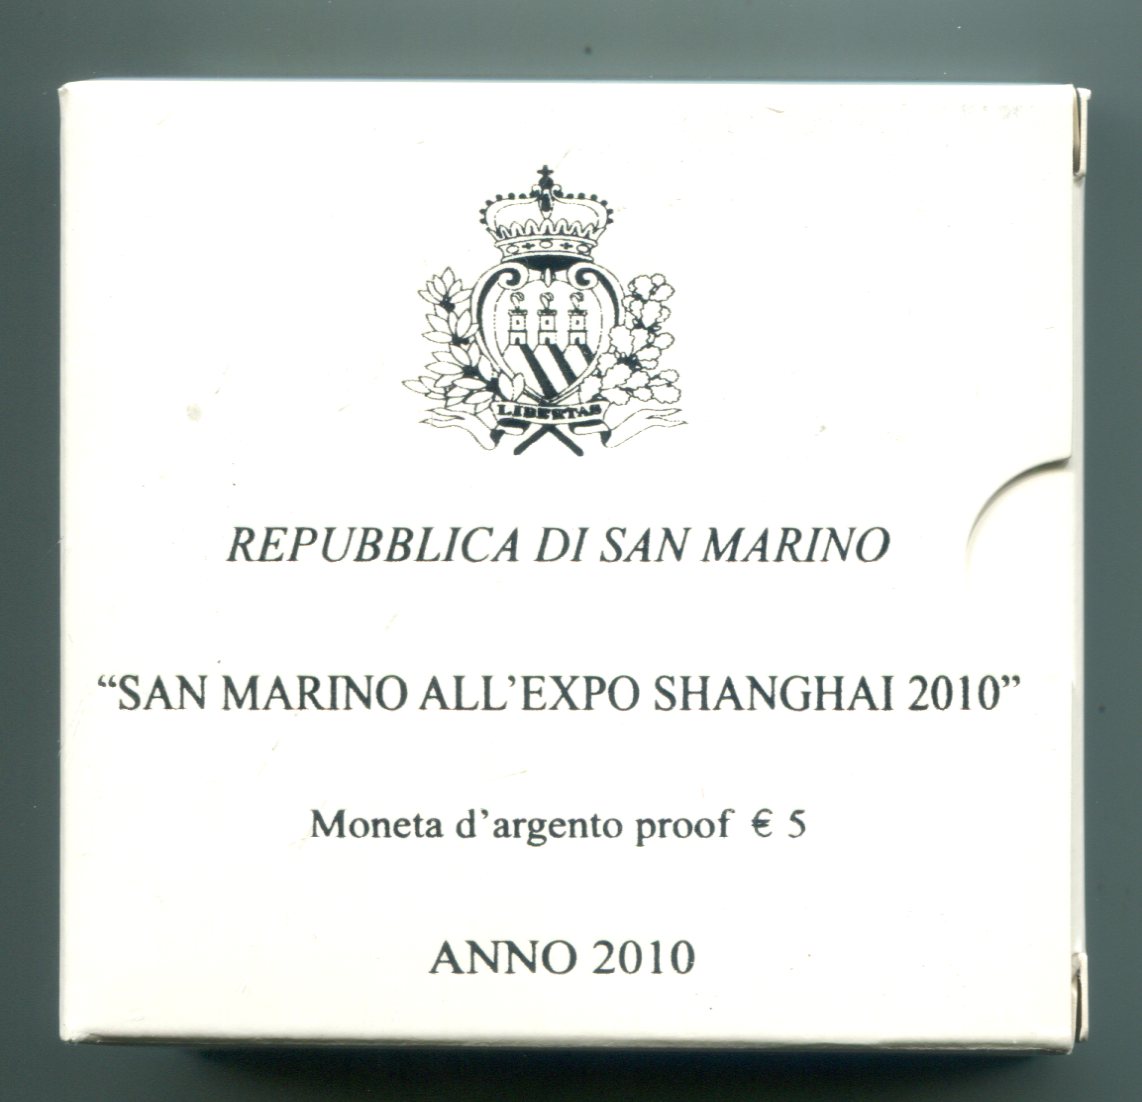 LIBERTAS
REPUBBLICA DI SAN MARINO
“SAN MARINO ALL’EXPO SHANGHAI 2010”
Moneta d’argento proof € 5
ANNO 2010